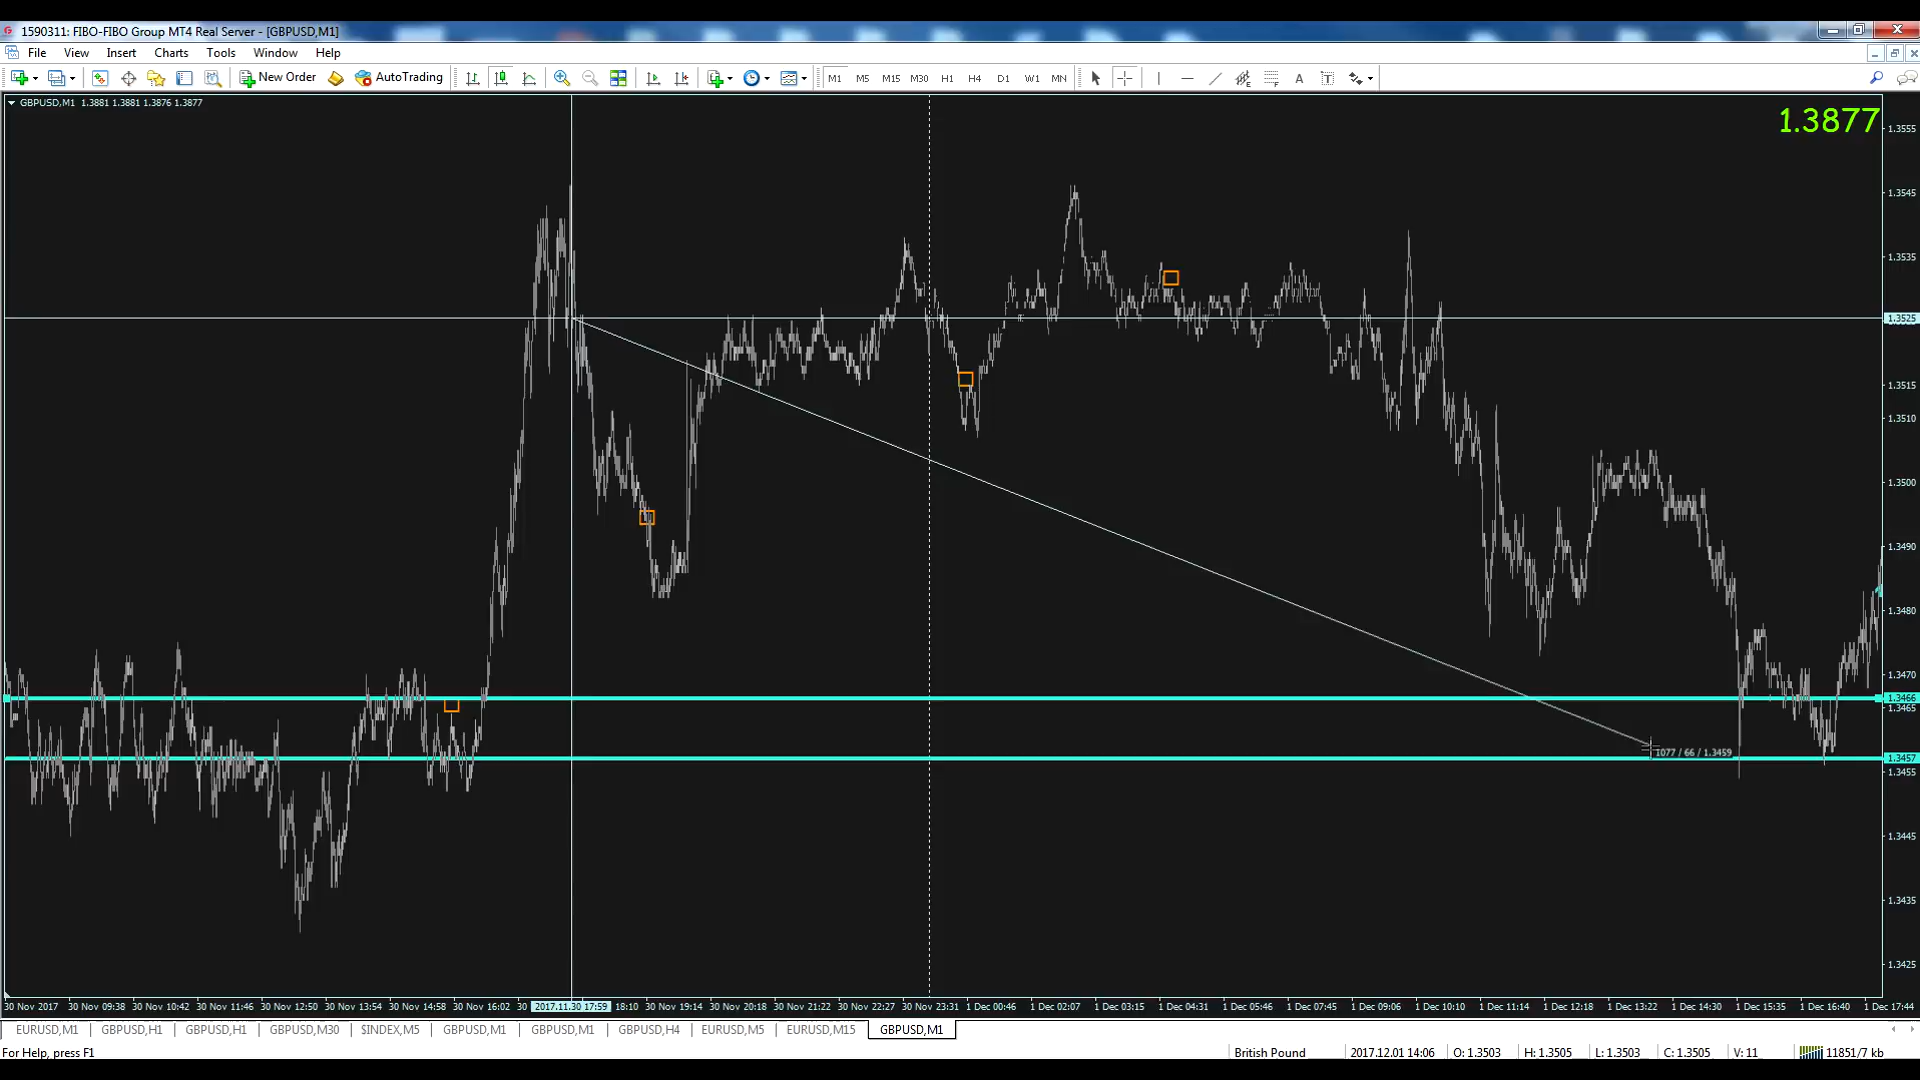 1590311: FIBO-FIBO Group MT4 Real Server - [GBPUSD,M1]
File View Insert Charts Tools Window Help
New Order AutoTrading M1 M5 M15 M30 H1 H4 D1 W1 MN A T
GBPUSD,M1 1.3881 1.3881 1.3876 1.3877
1.3877
1.3555
1.3545
1.3535
1.3525
1.3515
1.3510
1.3500
1.3490
1.3480
1.3470
1.3466
1.3465
1077 / 66 / 1.3459
1.3457
1.3455
1.3445
1.3435
1.3425
30 Nov 2017 30 Nov 09:38 30 Nov 10:42 30 Nov 11:46 30 Nov 12:50 30 Nov 13:54 30 Nov 14:58 30 Nov 16:02 30 2017.11.30 17:59 18:10 30 Nov 19:14 30 Nov 20:18 30 Nov 21:22 30 Nov 22:27 30 Nov 23:31 1 Dec 00:46 1 Dec 02:07 1 Dec 03:15 1 Dec 04:31 1 Dec 05:46 1 Dec 07:45 1 Dec 09:06 1 Dec 10:10 1 Dec 11:14 1 Dec 12:18 1 Dec 13:22 1 Dec 14:30 1 Dec 15:35 1 Dec 16:40 1 Dec 17:44
EURUSD,M1 GBPUSD,H1 GBPUSD,H1 GBPUSD,M30 $INDEX,M5 GBPUSD,M1 GBPUSD,M1 GBPUSD,H4 EURUSD,M5 EURUSD,M15 GBPUSD,M1
For Help, press F1 British Pound 2017.12.01 14:06 O: 1.3503 H: 1.3505 L: 1.3503 C: 1.3505 V: 11 11851/7 kb